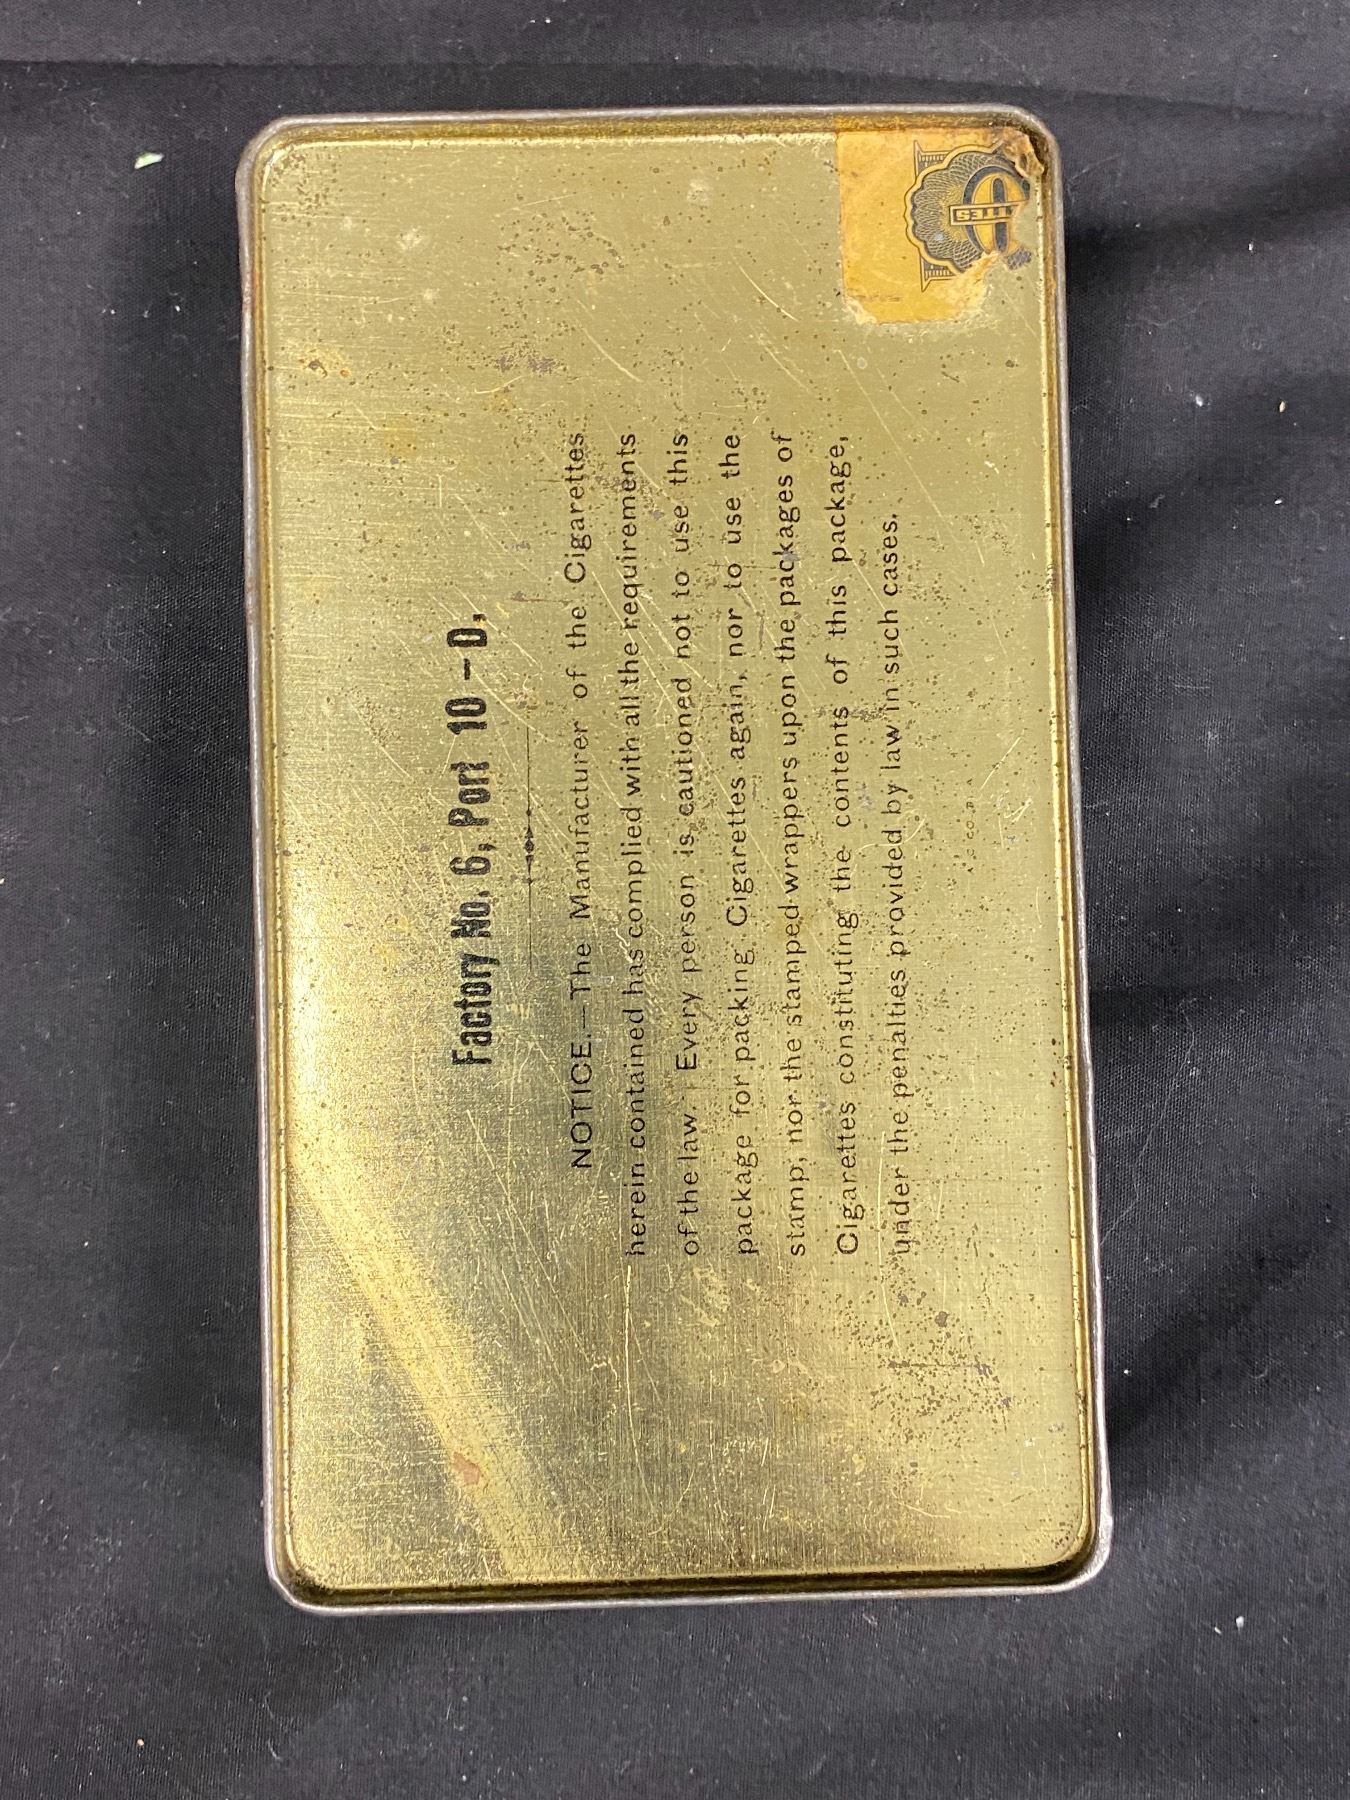 Factory No. 6, Port 10 – D,
NOTICE.—The Manufacturer of the Cigarettes
herein contained has complied with all the requirements
of the law. Every person is cautioned not to use this
package for packing Cigarettes again, nor to use the
stamp, nor the stamped wrappers upon the packages of
Cigarettes constituting the contents of this package,
under the penalties provided by law in such cases.